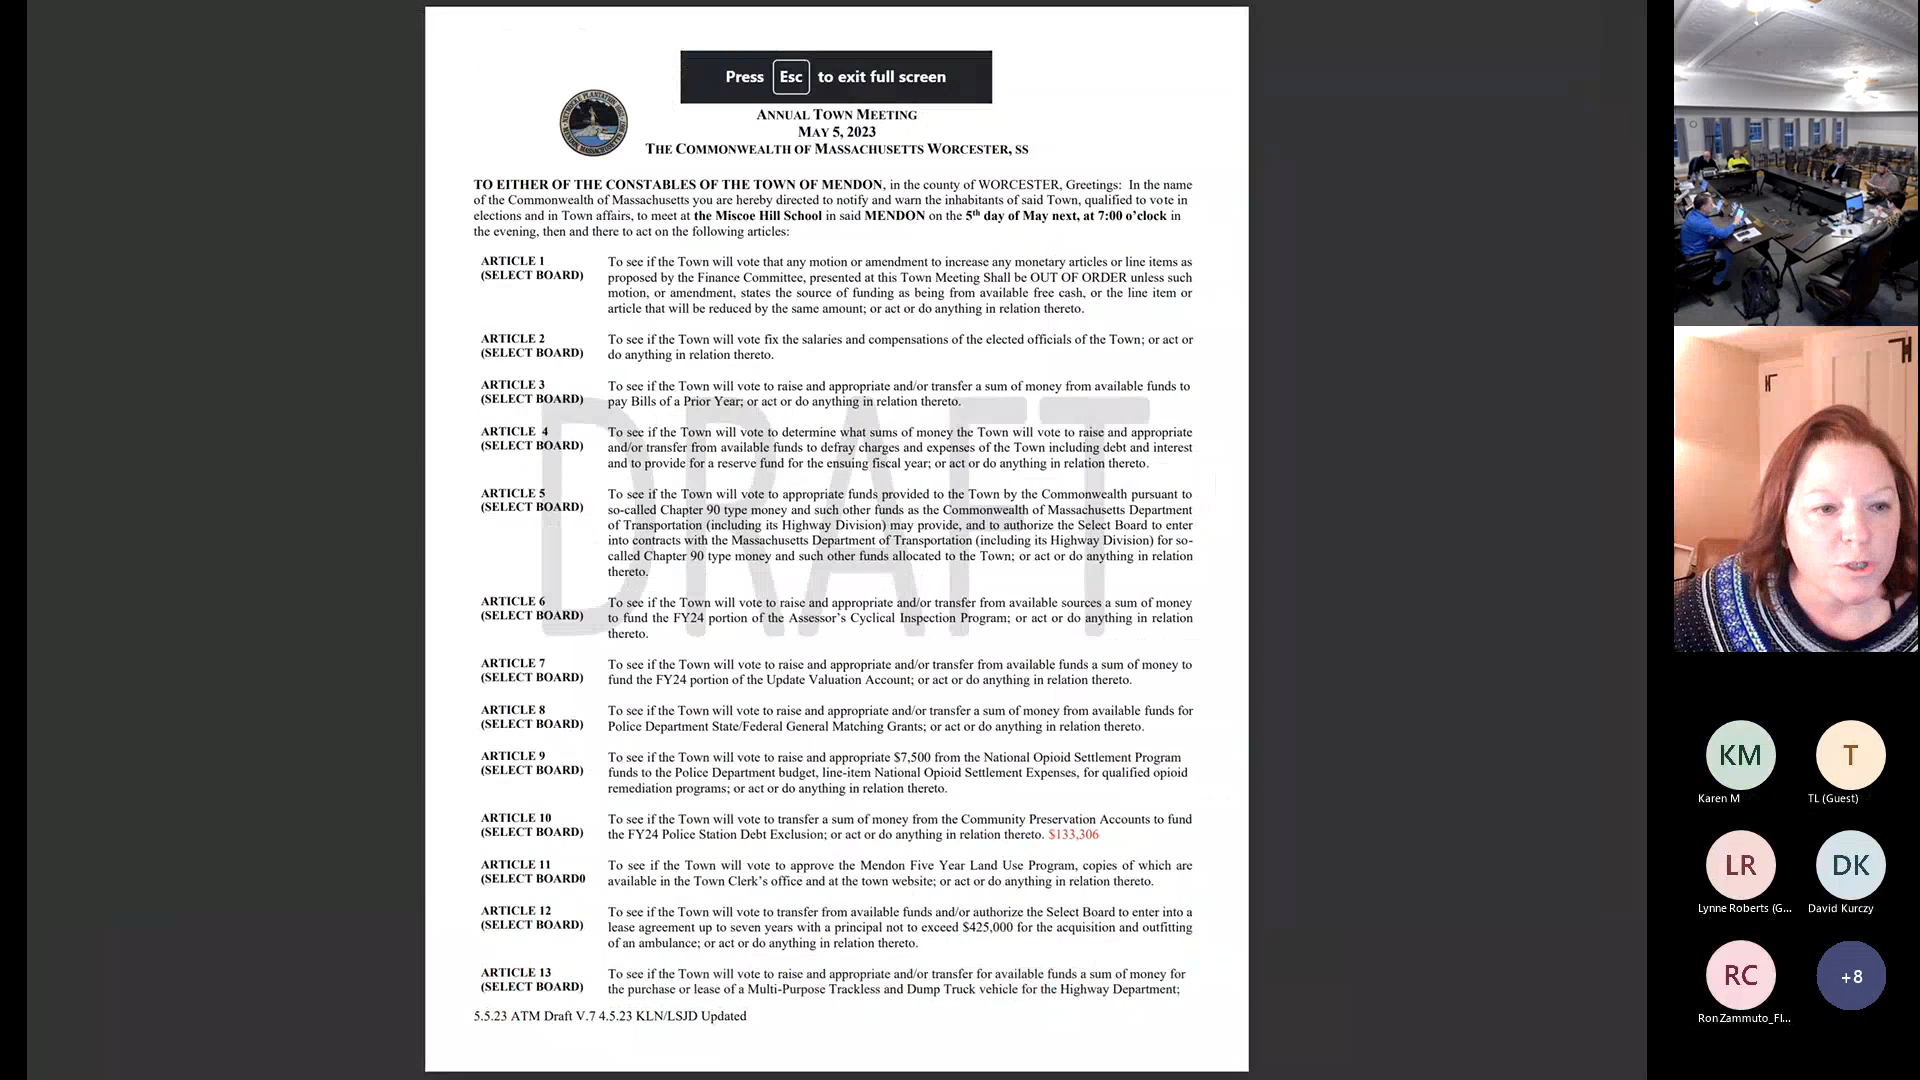 Press Esc to exit full screen
ANNUAL TOWN MEETING
MAY 5, 2023
THE COMMONWEALTH OF MASSACHUSETTS WORCESTER, SS
TO EITHER OF THE CONSTABLES OF THE TOWN OF MENDON, in the county of WORCESTER, Greetings: In the name
of the Commonwealth of Massachusetts you are hereby directed to notify and warn the inhabitants of said Town, qualified to vote in
elections and in Town affairs, to meet at the Miscoe Hill School in said MENDON on the 5th day of May next, at 7:00 o'clock in
the evening, then and there to act on the following articles:
ARTICLE 1
(SELECT BOARD)
To see if the Town will vote that any motion or amendment to increase any monetary articles or line items as
proposed by the Finance Committee, presented at this Town Meeting Shall be OUT OF ORDER unless such
motion, or amendment, states the source of funding as being from available free cash, or the line item or
article that will be reduced by the same amount; or act or do anything in relation thereto.
ARTICLE 2
(SELECT BOARD)
To see if the Town will vote fix the salaries and compensations of the elected officials of the Town; or act or
do anything in relation thereto.
ARTICLE 3
(SELECT BOARD)
To see if the Town will vote to raise and appropriate and/or transfer a sum of money from available funds to
pay Bills of a Prior Year; or act or do anything in relation thereto.
ARTICLE 4
(SELECT BOARD)
To see if the Town will vote to determine what sums of money the Town will vote to raise and appropriate
and/or transfer from available funds to defray charges and expenses of the Town including debt and interest
and to provide for a reserve fund for the ensuing fiscal year; or act or do anything in relation thereto.
ARTICLE 5
(SELECT BOARD)
To see if the Town will vote to appropriate funds provided to the Town by the Commonwealth pursuant to
so-called Chapter 90 type money and such other funds as the Commonwealth of Massachusetts Department
of Transportation (including its Highway Division) may provide, and to authorize the Select Board to enter
into contracts with the Massachusetts Department of Transportation (including its Highway Division) for so-
called Chapter 90 type money and such other funds allocated to the Town; or act or do anything in relation
thereto.
ARTICLE 6
(SELECT BOARD)
To see if the Town will vote to raise and appropriate and/or transfer from available sources a sum of money
to fund the FY24 portion of the Assessor's Cyclical Inspection Program; or act or do anything in relation
thereto.
ARTICLE 7
(SELECT BOARD)
To see if the Town will vote to raise and appropriate and/or transfer from available funds a sum of money to
fund the FY24 portion of the Update Valuation Account; or act or do anything in relation thereto.
ARTICLE 8
(SELECT BOARD)
To see if the Town will vote to raise and appropriate and/or transfer a sum of money from available funds for
Police Department State/Federal General Matching Grants; or act or do anything in relation thereto.
ARTICLE 9
(SELECT BOARD)
To see if the Town will vote to raise and appropriate $7,500 from the National Opioid Settlement Program
funds to the Police Department budget, line-item National Opioid Settlement Expenses, for qualified opioid
remediation programs; or act or do anything in relation thereto.
ARTICLE 10
(SELECT BOARD)
To see if the Town will vote to transfer a sum of money from the Community Preservation Accounts to fund
the FY24 Police Station Debt Exclusion; or act or do anything in relation thereto. $133,306
ARTICLE 11
(SELECT BOARD0
To see if the Town will vote to approve the Mendon Five Year Land Use Program, copies of which are
available in the Town Clerk's office and at the town website; or act or do anything in relation thereto.
ARTICLE 12
(SELECT BOARD)
To see if the Town will vote to transfer from available funds and/or authorize the Select Board to enter into a
lease agreement up to seven years with a principal not to exceed $425,000 for the acquisition and outfitting
of an ambulance; or act or do anything in relation thereto.
ARTICLE 13
(SELECT BOARD)
To see if the Town will vote to raise and appropriate and/or transfer for available funds a sum of money for
the purchase or lease of a Multi-Purpose Trackless and Dump Truck vehicle for the Highway Department;
5.5.23 ATM Draft V.7 4.5.23 KLN/LSJD Updated
DRAFT
KM
Karen M
T
TL (Guest)
LR
Lynne Roberts (G...
DK
David Kurczy
RC
RonZammuto_FI...
+8